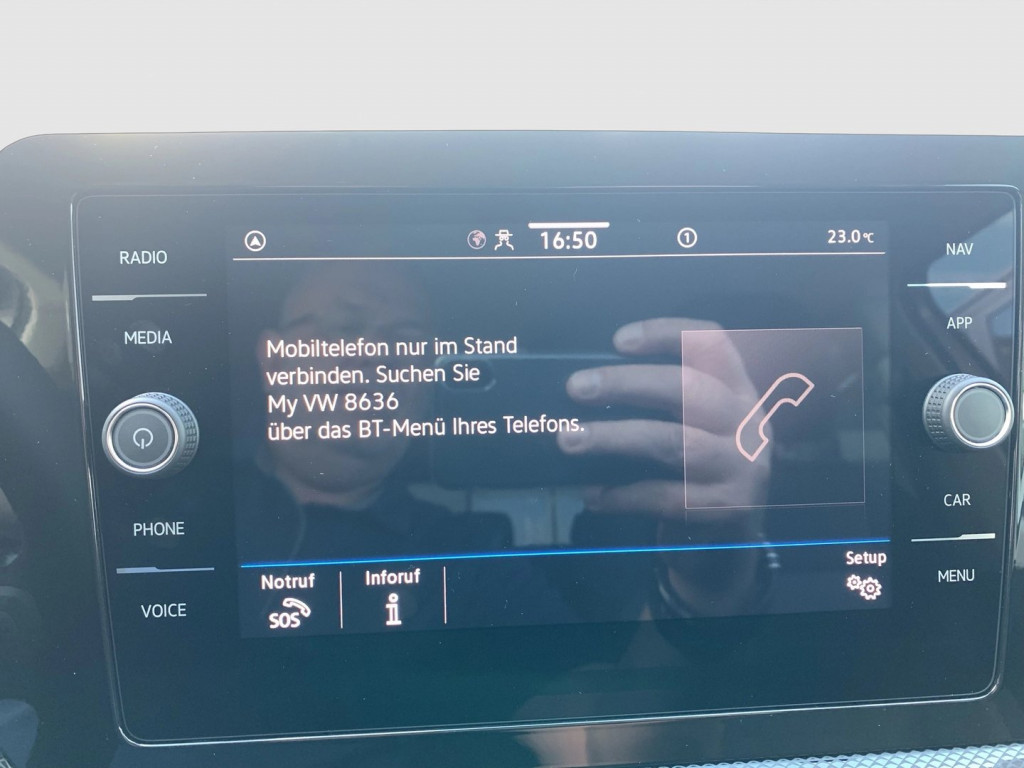 RADIO
MEDIA
PHONE
VOICE
16:50
1
23.0°C
Mobiltelefon nur im Stand
verbinden. Suchen Sie
My VW 8636
über das BT-Menü Ihres Telefons.
Notruf
SOS
Inforuf
i
Setup
NAV
APP
CAR
MENU